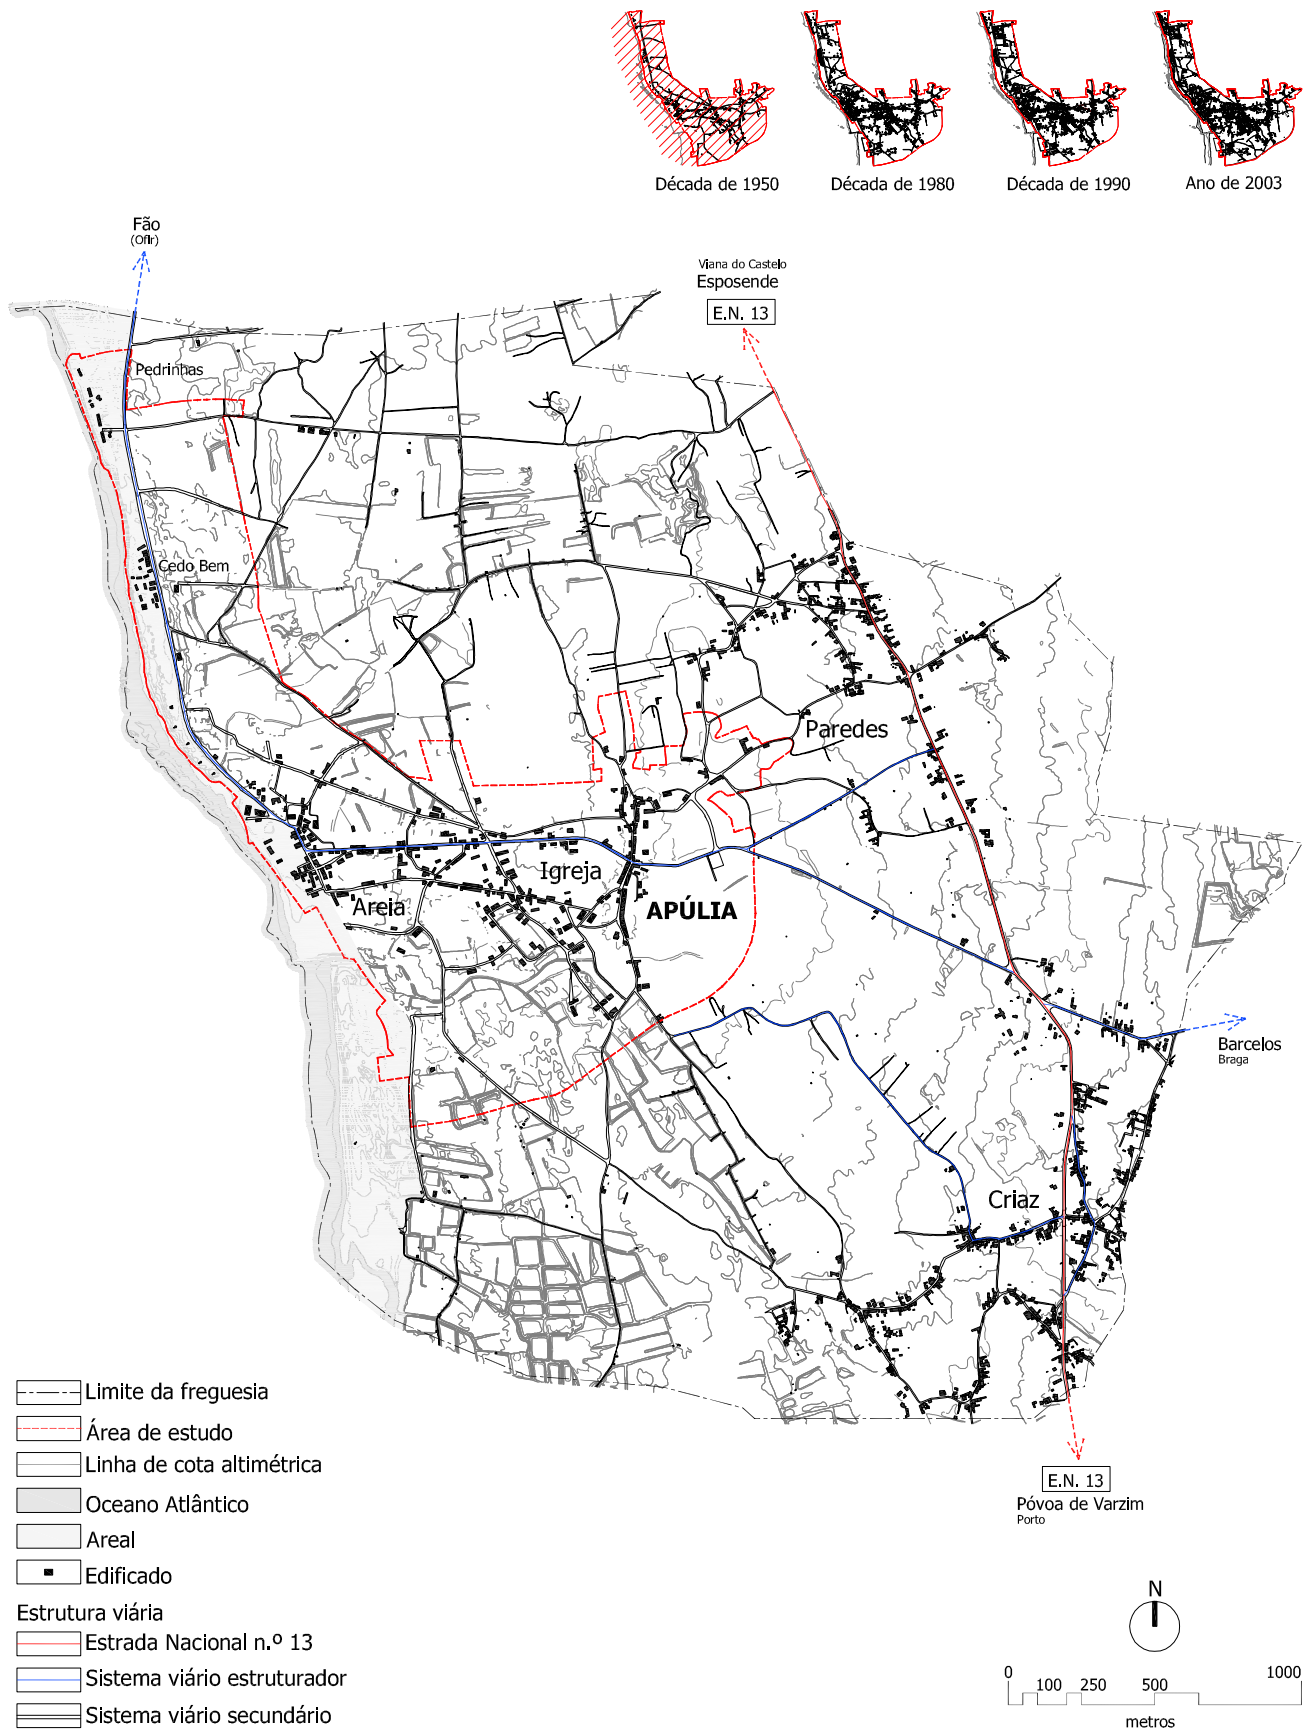 Década de 1950
Década de 1980
Década de 1990
Ano de 2003
Fão
(Ofir)
Viana do Castelo
Esposende
E.N. 13
Pedrinhas
Cedo Bem
Paredes
Igreja
Areia
APÚLIA
Barcelos
Braga
Criaz
E.N. 13
Póvoa de Varzim
Porto
Limite da freguesia
Área de estudo
Linha de cota altimétrica
Oceano Atlântico
Areal
Edificado
Estrutura viária
Estrada Nacional n.º 13
Sistema viário estruturador
Sistema viário secundário
N
0 100 250 500 1000
metros